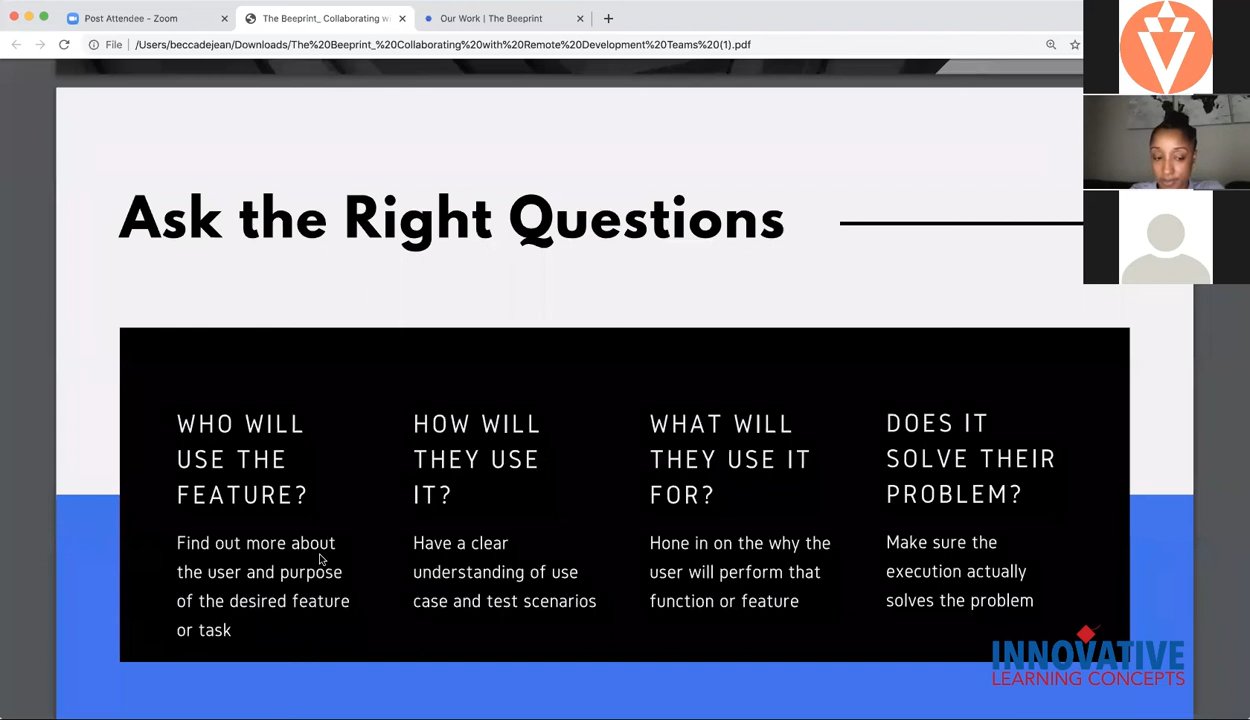 Post Attendee - Zoom
The Beeprint_ Collaborating w
Our Work | The Beeprint
File
/Users/beccadejean/Downloads/The%20Beeprint_%20Collaborating%20with%20Remote%20Development%20Teams%20(1).pdf
Ask the Right Questions
WHO WILL
USE THE
FEATURE?
Find out more about
the user and purpose
of the desired feature
or task
HOW WILL
THEY USE
IT?
Have a clear
understanding of use
case and test scenarios
WHAT WILL
THEY USE IT
FOR?
Hone in on the why the
user will perform that
function or feature
DOES IT
SOLVE THEIR
PROBLEM?
Make sure the
execution actually
solves the problem
INNOVATIVE
LEARNING CONCEPTS